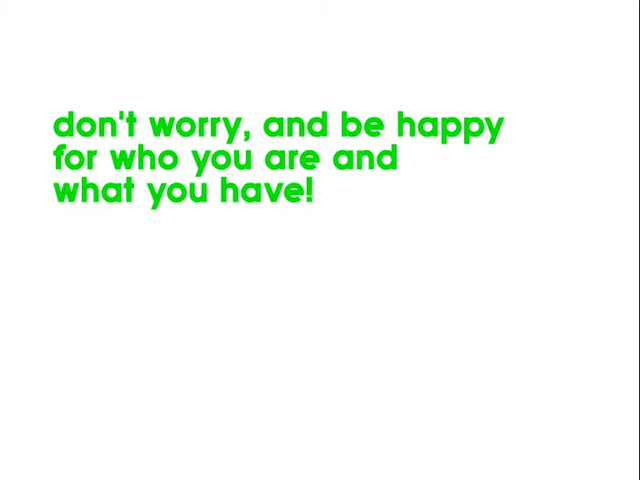 don't worry, and be happy
for who you are and
what you have!